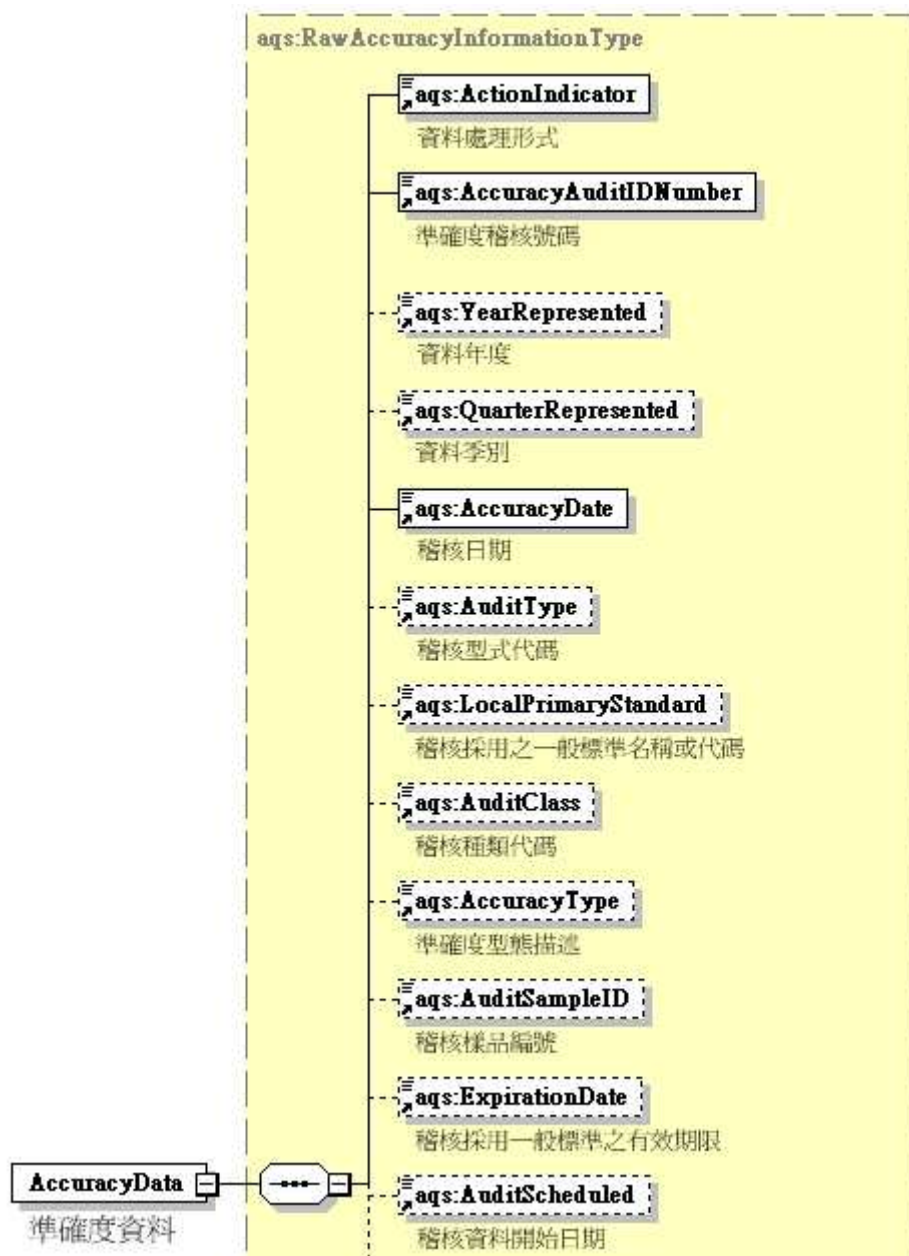 aqs:RawAccuracyInformationType
aqs:ActionIndicator
資料處理形式
aqs:AccuracyAuditIDNumber
準確度稽核號碼
aqs:YearRepresented
資料年度
aqs:QuarterRepresented
資料季別
aqs:AccuracyDate
稽核日期
aqs:AuditType
稽核型式代碼
aqs:LocalPrimaryStandard
稽核採用之一般標準名稱或代碼
aqs:AuditClass
稽核種類代碼
aqs:AccuracyType
準確度型態描述
aqs:AuditSampleID
稽核樣品編號
aqs:ExpirationDate
稽核採用一般標準之有效期限
AccuracyData
準確度資料
aqs:AuditScheduled
稽核資料開始日期